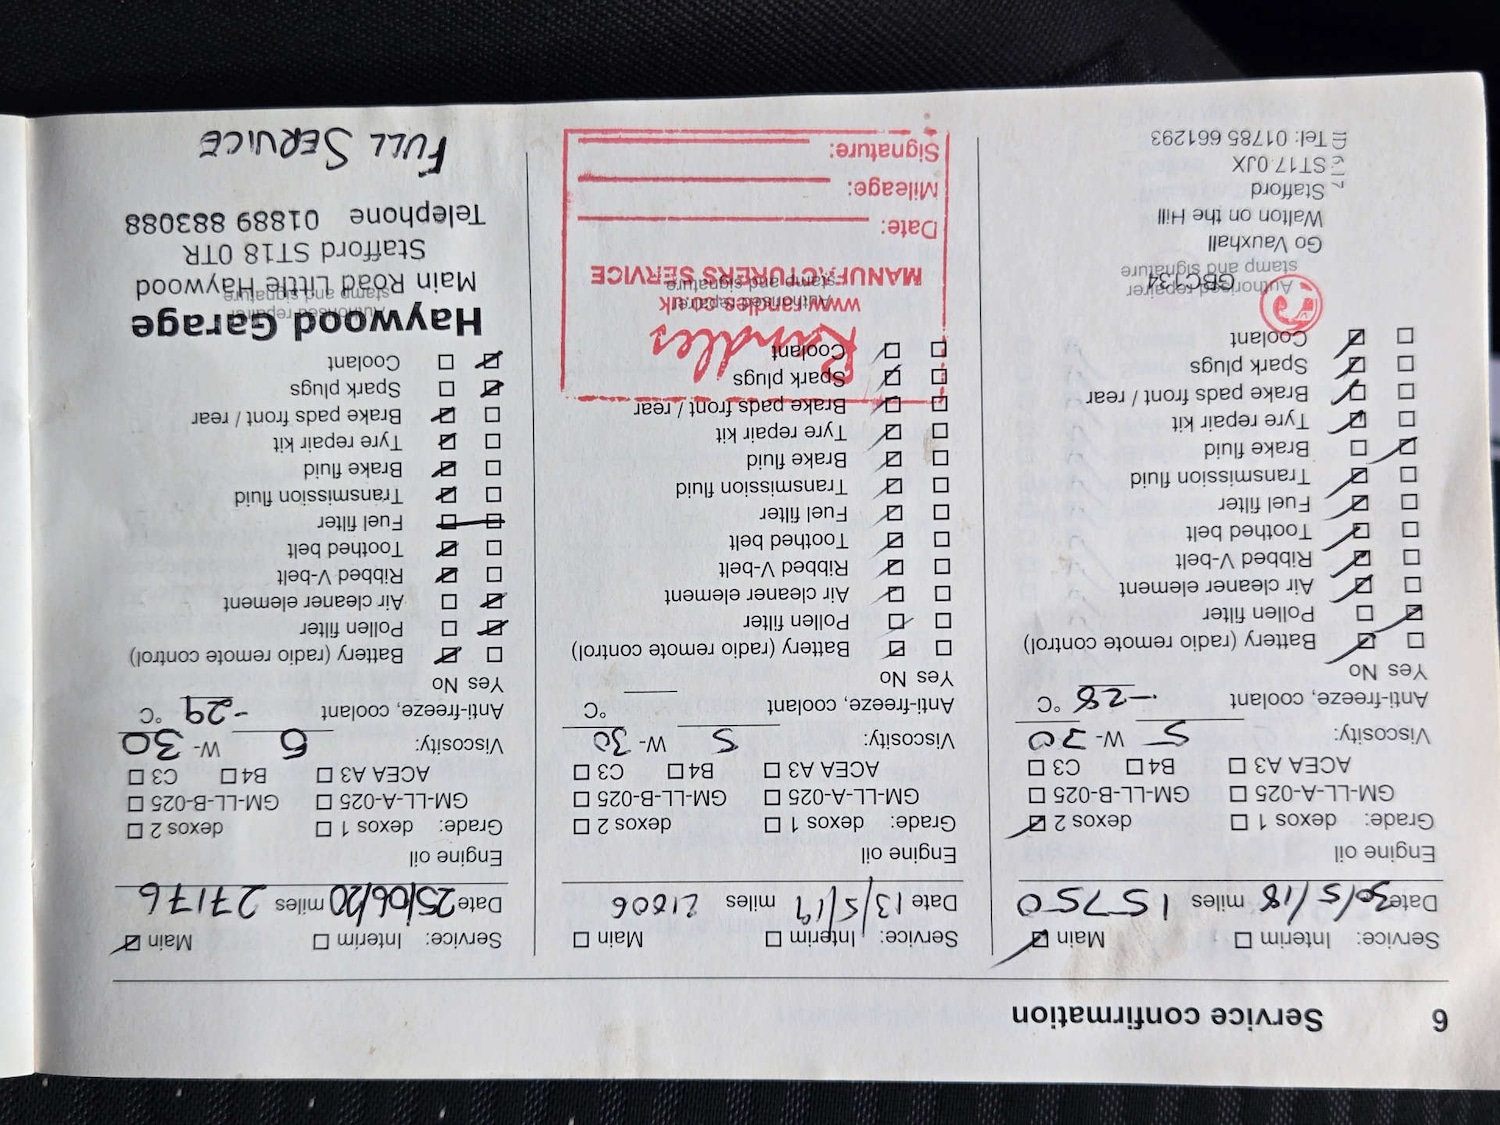 6 Service confirmation
Service: Interim ☐ Main ☑
Date 30/5/18 miles 15750
Engine oil
Grade: dexos 1 ☐ dexos 2 ☑
GM-LL-A-025 ☐ GM-LL-B-025 ☐
ACEA A3 ☐ B4 ☐ C3 ☐
Viscosity: 5 W-
Anti-freeze, coolant -28 °C
Yes No
☐ ☑ Battery (radio remote control)
☑ ☐ Pollen filter
☐ ☑ Air cleaner element
☐ ☑ Ribbed V-belt
☐ ☑ Toothed belt
☐ ☑ Fuel filter
☐ ☑ Transmission fluid
☑ ☐ Brake fluid
☐ ☑ Tyre repair kit
☐ ☑ Brake pads front / rear
☐ ☑ Spark plugs
☐ ☑ Coolant
Authorised repairer
GBC134
stamp and signature
Go Vauxhall
Walton on the Hill
Stafford
ST17 0JX
Tel: 01785 661293
Service: Interim ☐ Main ☐
Date 13/5/19 miles
Engine oil
Grade: dexos 1 ☐ dexos 2 ☐
GM-LL-A-025 ☐ GM-LL-B-025 ☐
ACEA A3 ☐ B4 ☐ C3 ☐
Viscosity: 5 W-30
Anti-freeze, coolant °C
Yes No
☐ ☑ Battery (radio remote control)
☐ ☑ Pollen filter
☐ ☑ Air cleaner element
☐ ☑ Ribbed V-belt
☐ ☑ Toothed belt
☐ ☑ Fuel filter
☐ ☑ Transmission fluid
☐ ☑ Brake fluid
☐ ☑ Tyre repair kit
☐ ☑ Brake pads front / rear
☐ ☑ Spark plugs
☐ ☑ Coolant
Randles
Authorised repairer
www.randles.co.uk
stamp and signature
MANUFACTURERS SERVICE
Date:
Mileage:
Signature:
Service: Interim ☐ Main ☑
Date 25/06/20 miles 27176
Engine oil
Grade: dexos 1 ☐ dexos 2 ☐
GM-LL-A-025 ☐ GM-LL-B-025 ☐
ACEA A3 ☐ B4 ☐ C3 ☐
Viscosity: W-30
Anti-freeze, coolant -29 °C
Yes No
☐ ☑ Battery (radio remote control)
☑ ☐ Pollen filter
☑ ☐ Air cleaner element
☐ ☑ Ribbed V-belt
☐ ☑ Toothed belt
☐ ☐ Fuel filter
☐ ☑ Transmission fluid
☐ ☑ Brake fluid
☐ ☑ Tyre repair kit
☐ ☑ Brake pads front / rear
☑ ☐ Spark plugs
☑ ☐ Coolant
Haywood Garage
Authorised repairer
stamp and signature
Main Road Little Haywood
Stafford ST18 0TR
Telephone 01889 883088
FULL SERVICE